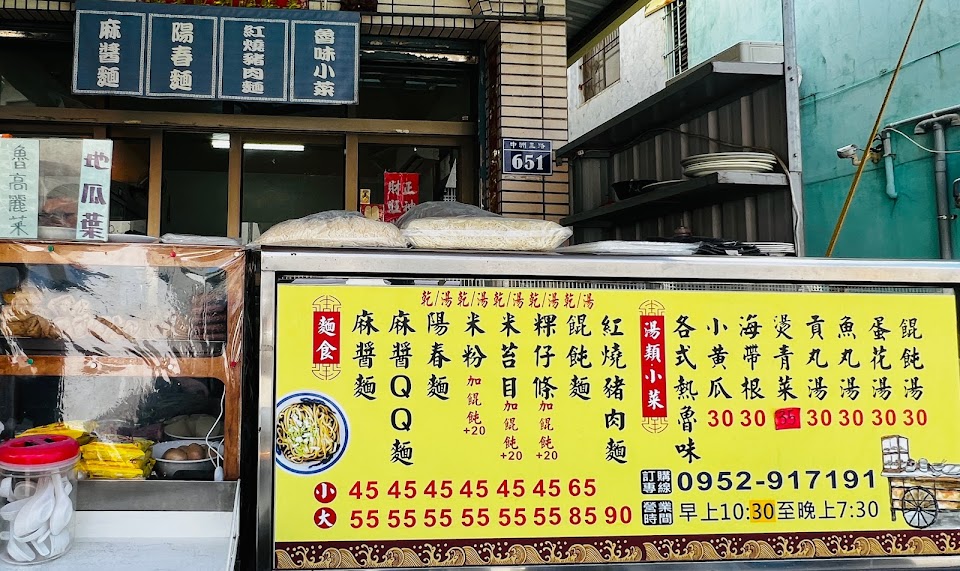 麻醬麵
陽春麵
紅燒豬肉麵
魯味小菜
魯高麗菜
地瓜葉
中洲三路
651
乾/湯 乾/湯 乾/湯 乾/湯 乾/湯
麵食
麻醬麵
麻醬QQ麵
陽春麵
米粉 加餛飩+20
米苔目 加餛飩+20
粿仔條 加餛飩+20
餛飩麵
紅燒豬肉麵
小 45 45 45 45 45 45 65
大 55 55 55 55 55 55 85 90
湯類.小菜
各式熱魯味
小黃瓜 30
海帶根 30
燙青菜
貢丸湯 30
魚丸湯 30
蛋花湯 30
餛飩湯 30
訂購專線 0952-917191
營業時間 早上10:30至晚上7:30